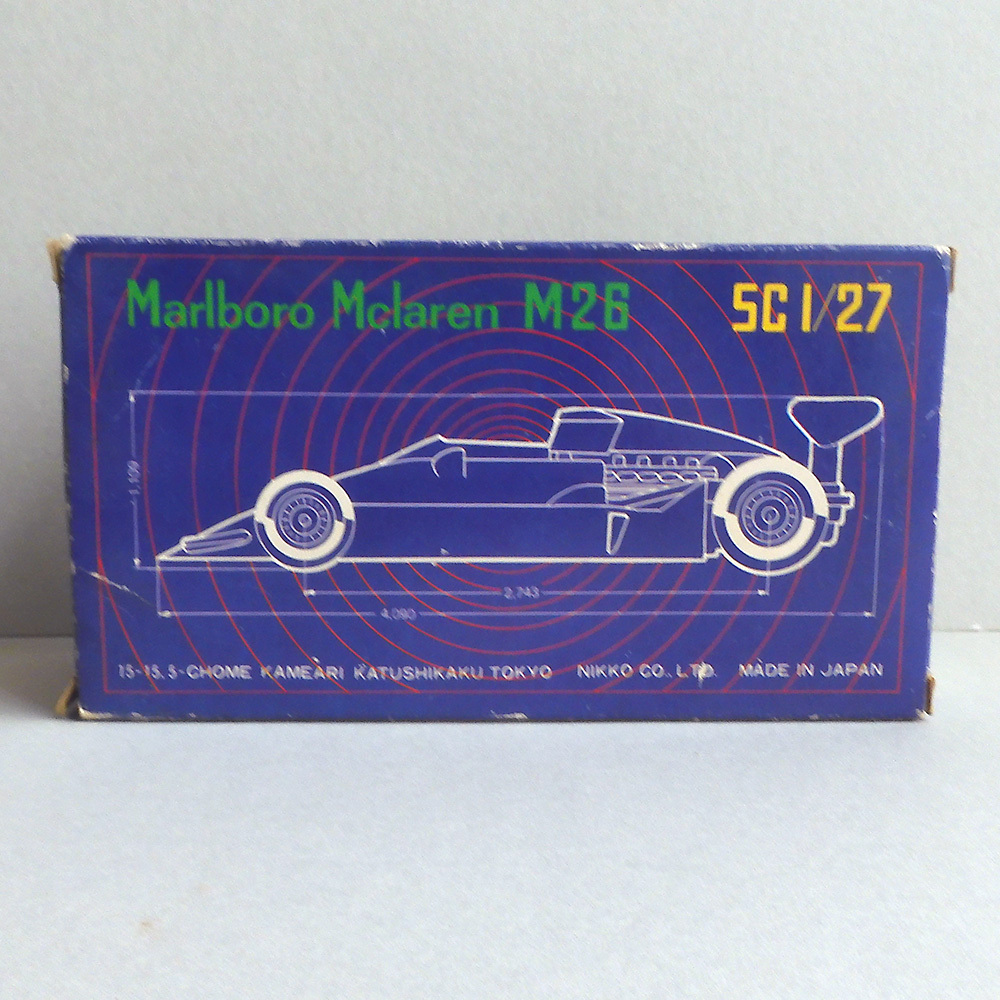 Marlboro Mclaren M26 SC 1/27
1,109
2,743
4,090
15-15.5-CHOME KAMEARI KATUSHIKAKU TOKYO NIKKO CO., LTD. MADE IN JAPAN